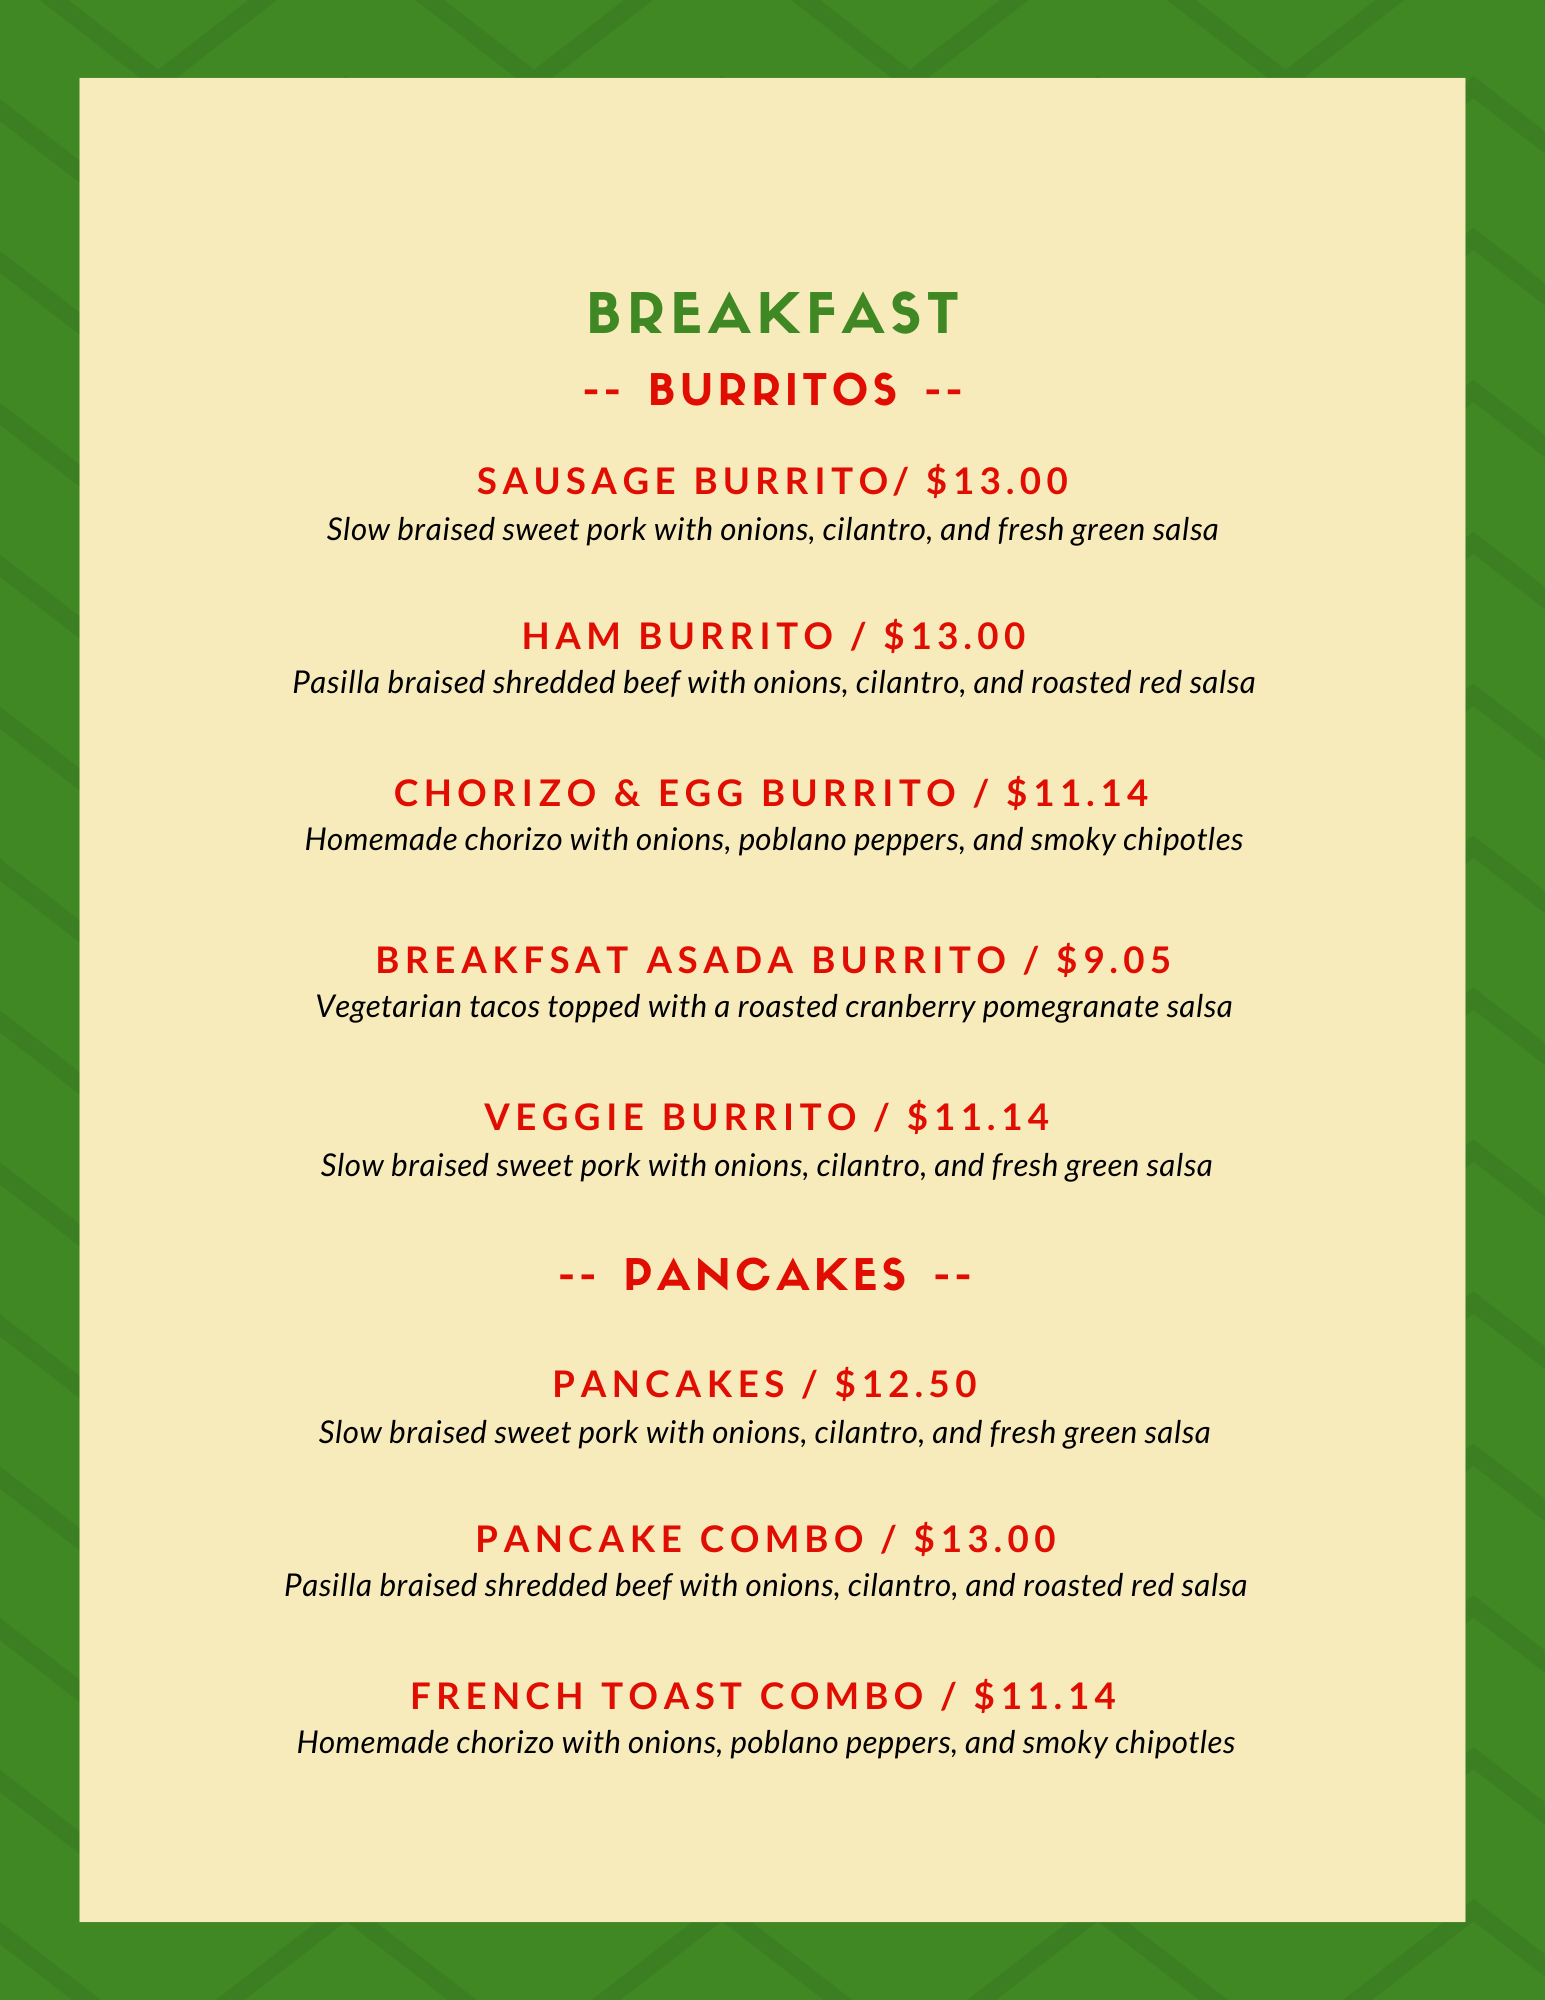 BREAKFAST
-- BURRITOS --
SAUSAGE BURRITO/ $13.00
Slow braised sweet pork with onions, cilantro, and fresh green salsa
HAM BURRITO / $13.00
Pasilla braised shredded beef with onions, cilantro, and roasted red salsa
CHORIZO & EGG BURRITO / $11.14
Homemade chorizo with onions, poblano peppers, and smoky chipotles
BREAKFSAT ASADA BURRITO / $9.05
Vegetarian tacos topped with a roasted cranberry pomegranate salsa
VEGGIE BURRITO / $11.14
Slow braised sweet pork with onions, cilantro, and fresh green salsa
-- PANCAKES --
PANCAKES / $12.50
Slow braised sweet pork with onions, cilantro, and fresh green salsa
PANCAKE COMBO / $13.00
Pasilla braised shredded beef with onions, cilantro, and roasted red salsa
FRENCH TOAST COMBO / $11.14
Homemade chorizo with onions, poblano peppers, and smoky chipotles